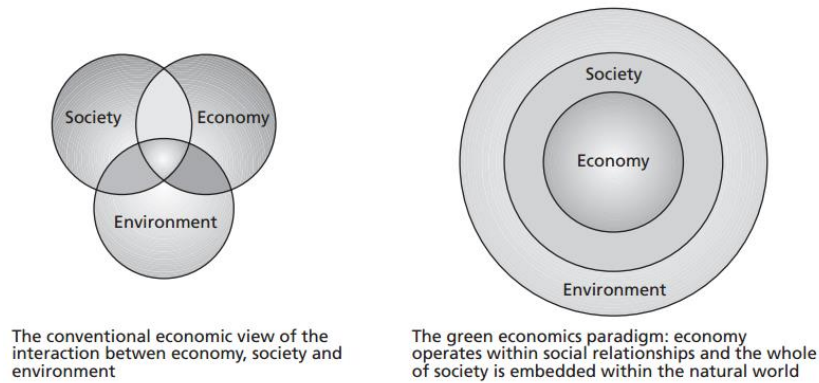 Society
Economy
Environment
The conventional economic view of the
interaction betwen economy, society and
environment
Society
Economy
Environment
The green economics paradigm: economy
operates within social relationships and the whole
of society is embedded within the natural world